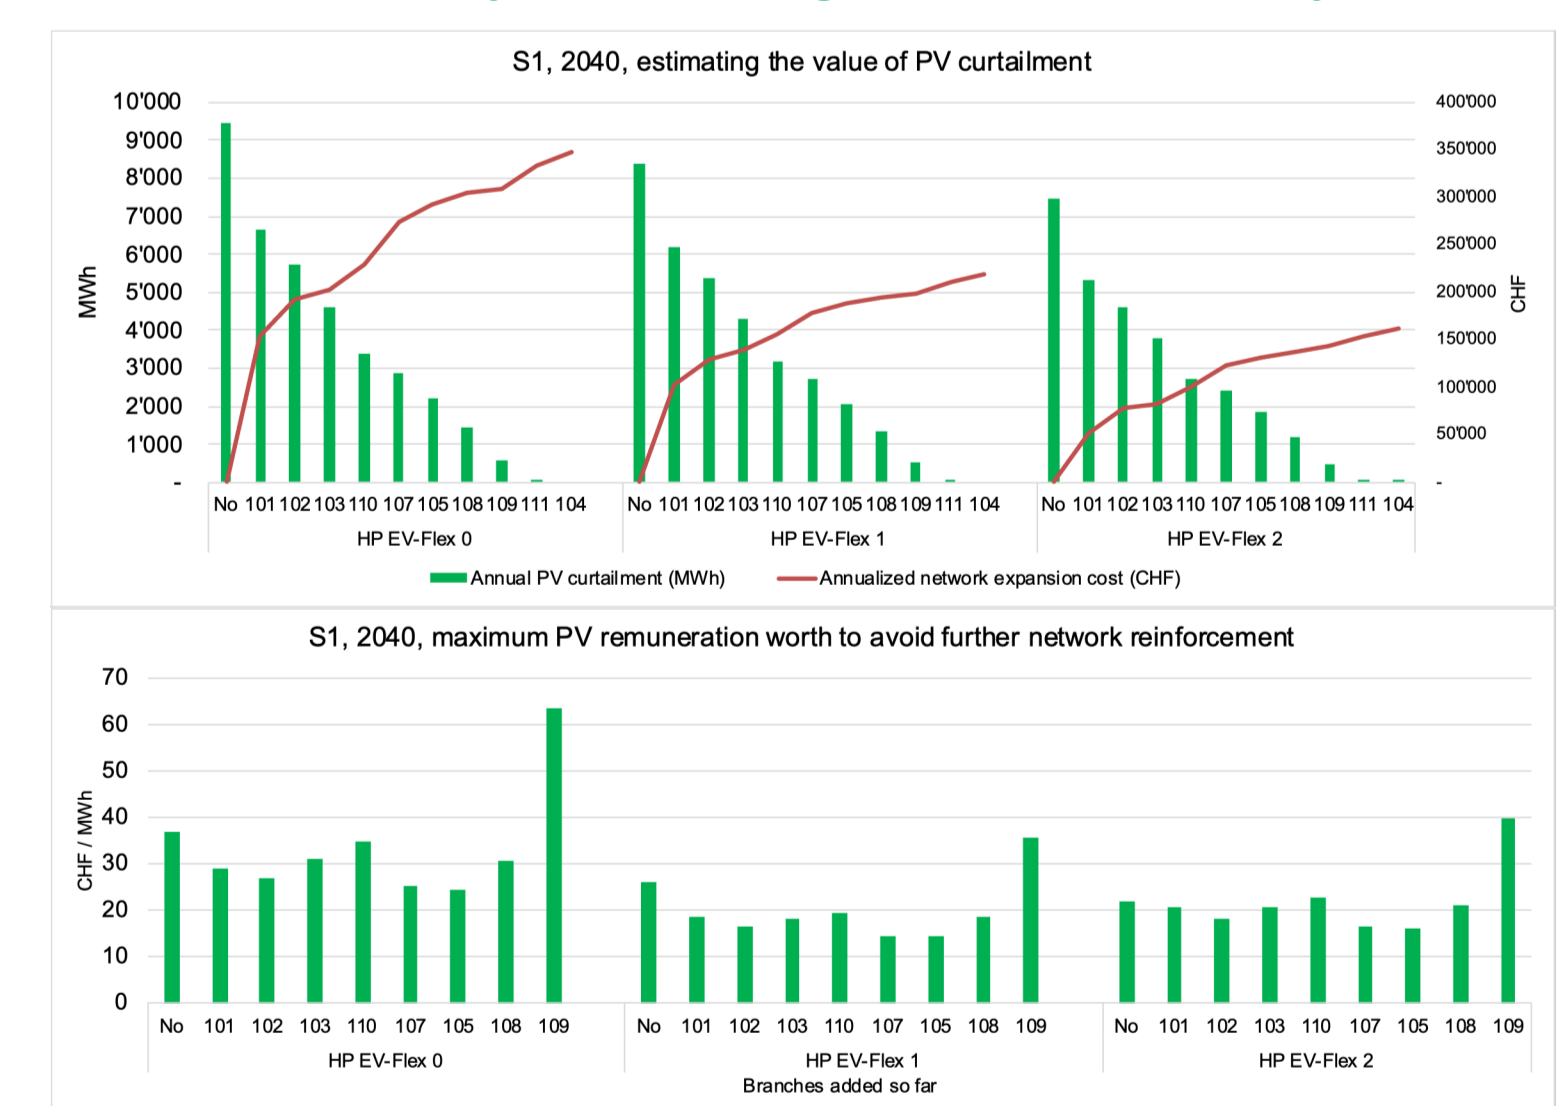 S1, 2040, estimating the value of PV curtailment
10'000
9'000
8'000
7'000
6'000
5'000
4'000
3'000
2'000
1'000
-
MWh
400'000
350'000
300'000
250'000
200'000
150'000
100'000
50'000
-
CHF
No 101 102 103 110 107 105 108 109 111 104
No 101 102 103 110 107 105 108 109 111 104
No 101 102 103 110 107 105 108 109 111 104
HP EV-Flex 0
HP EV-Flex 1
HP EV-Flex 2
Annual PV curtailment (MWh)
Annualized network expansion cost (CHF)
S1, 2040, maximum PV remuneration worth to avoid further network reinforcement
70
60
50
40
30
20
10
0
CHF / MWh
No 101 102 103 110 107 105 108 109
No 101 102 103 110 107 105 108 109
No 101 102 103 110 107 105 108 109
HP EV-Flex 0
HP EV-Flex 1
HP EV-Flex 2
Branches added so far